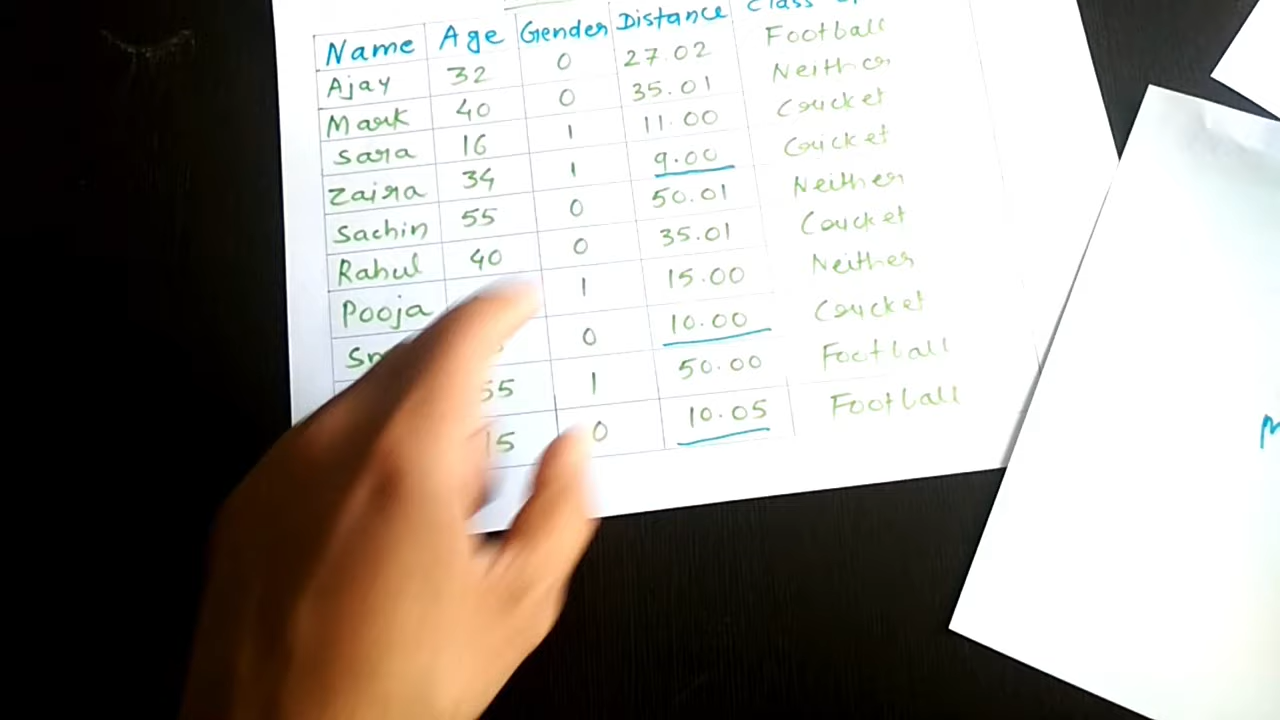 Name Age Gender Distance Class
Ajay 32 0 27.02 Football
Mark 40 0 35.01 Neither
Sara 16 1 11.00 Cricket
Zaira 34 1 9.00 Cricket
Sachin 55 0 50.01 Neither
Rahul 40 0 35.01 Cricket
Pooja 1 15.00 Neither
Sm 0 10.00 Cricket
55 1 50.00 Football
15 0 10.05 Football